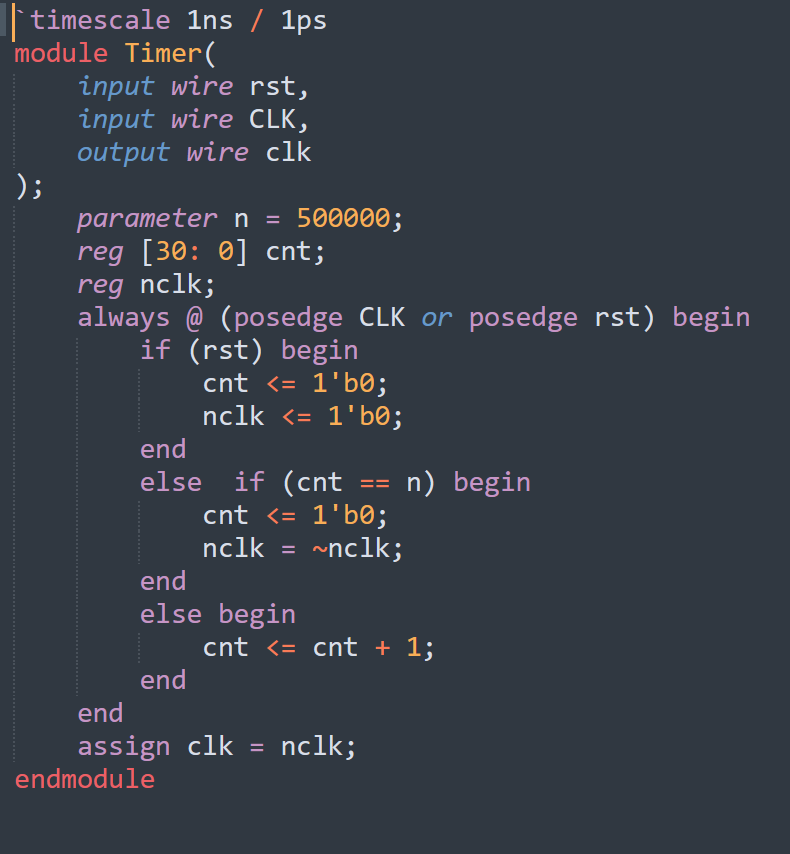 `timescale 1ns / 1ps
module Timer(
    input wire rst,
    input wire CLK,
    output wire clk
);
    parameter n = 500000;
    reg [30: 0] cnt;
    reg nclk;
    always @ (posedge CLK or posedge rst) begin
        if (rst) begin
            cnt <= 1'b0;
            nclk <= 1'b0;
        end
        else  if (cnt == n) begin
            cnt <= 1'b0;
            nclk = ~nclk;
        end
        else begin
            cnt <= cnt + 1;
        end
    end
    assign clk = nclk;
endmodule